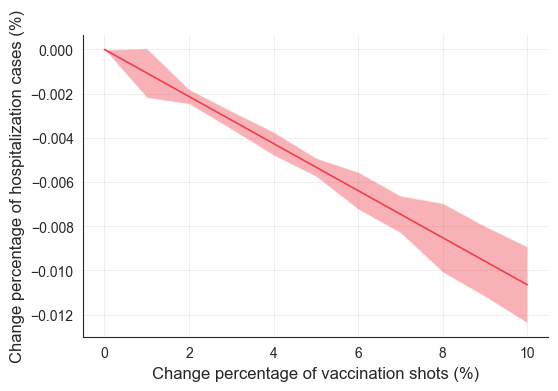 Change percentage of hospitalization cases (%)
0.000
−0.002
−0.004
−0.006
−0.008
−0.010
−0.012
0 2 4 6 8 10
Change percentage of vaccination shots (%)